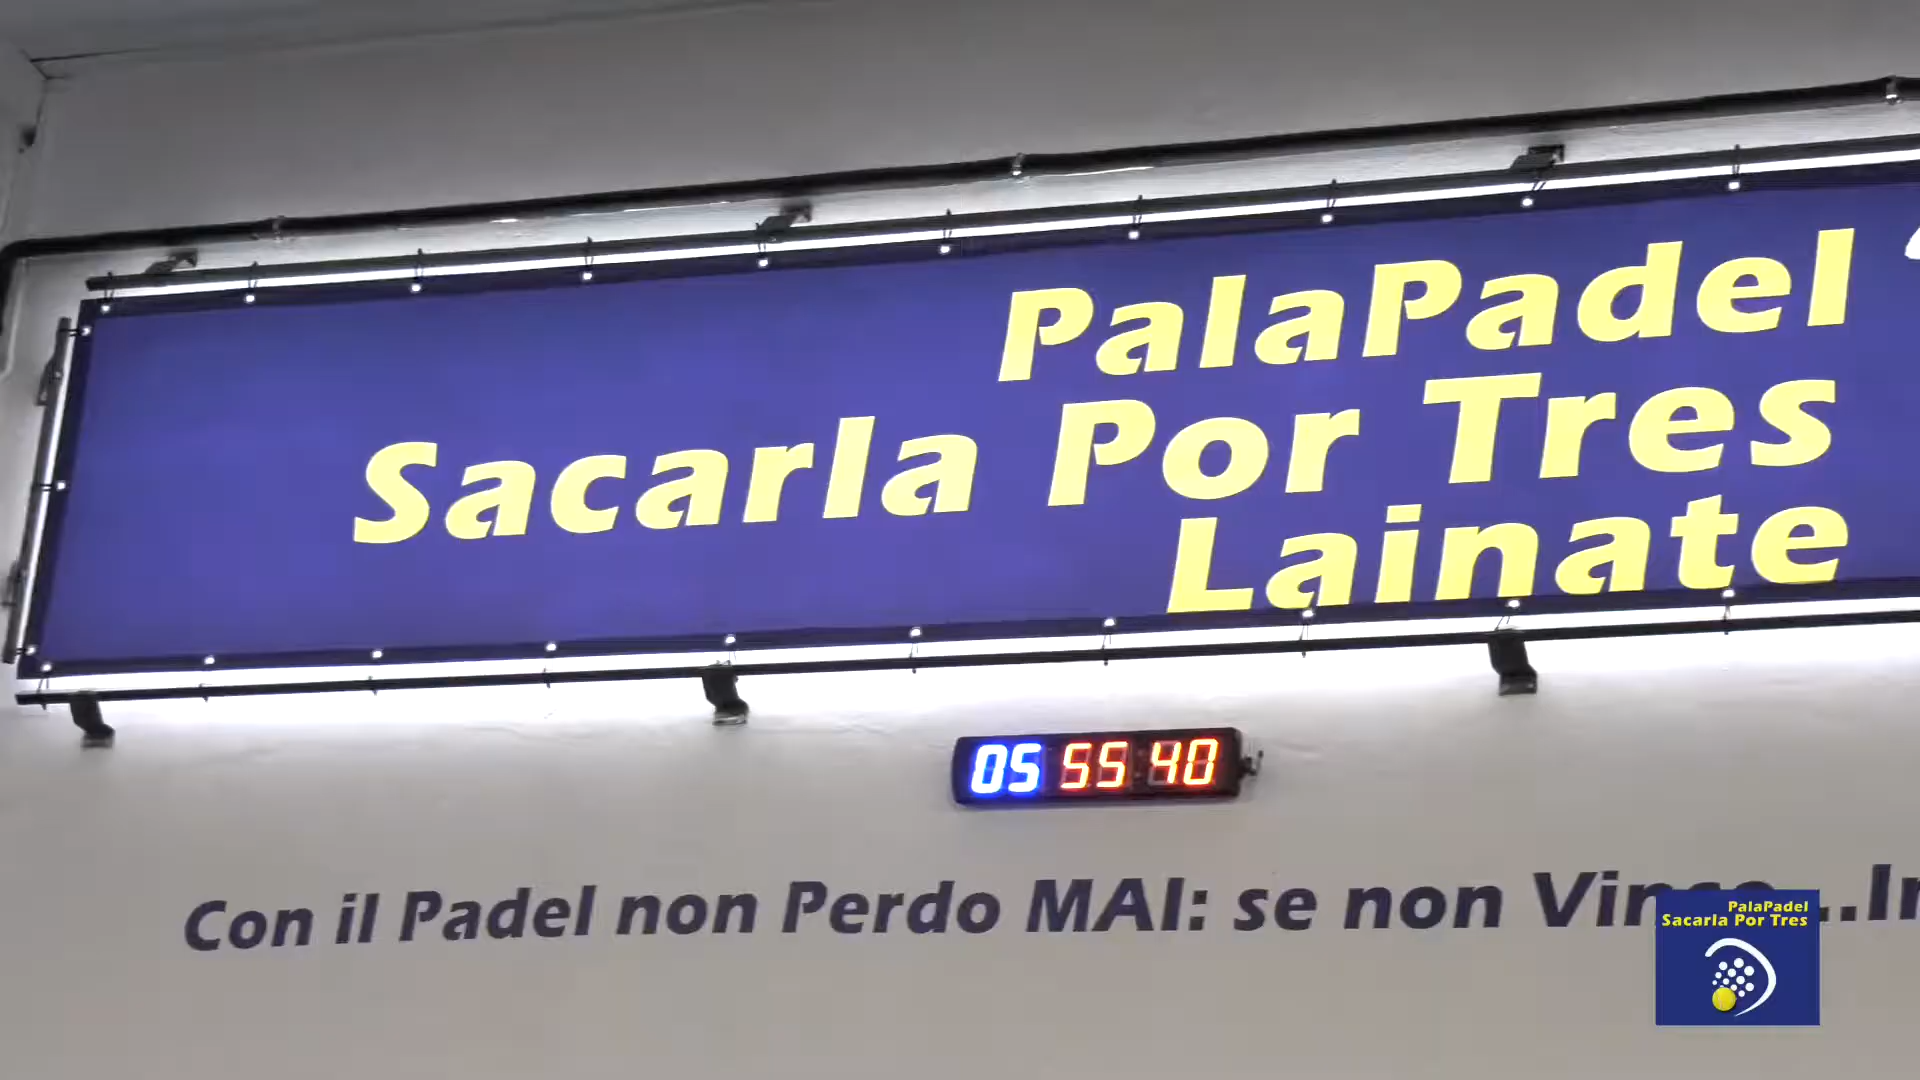 PalaPadel
Sacarla Por Tres
Lainate
05 55 40
Con il Padel non Perdo MAI: se non Vinco...
PalaPadel
Sacarla Por Tres